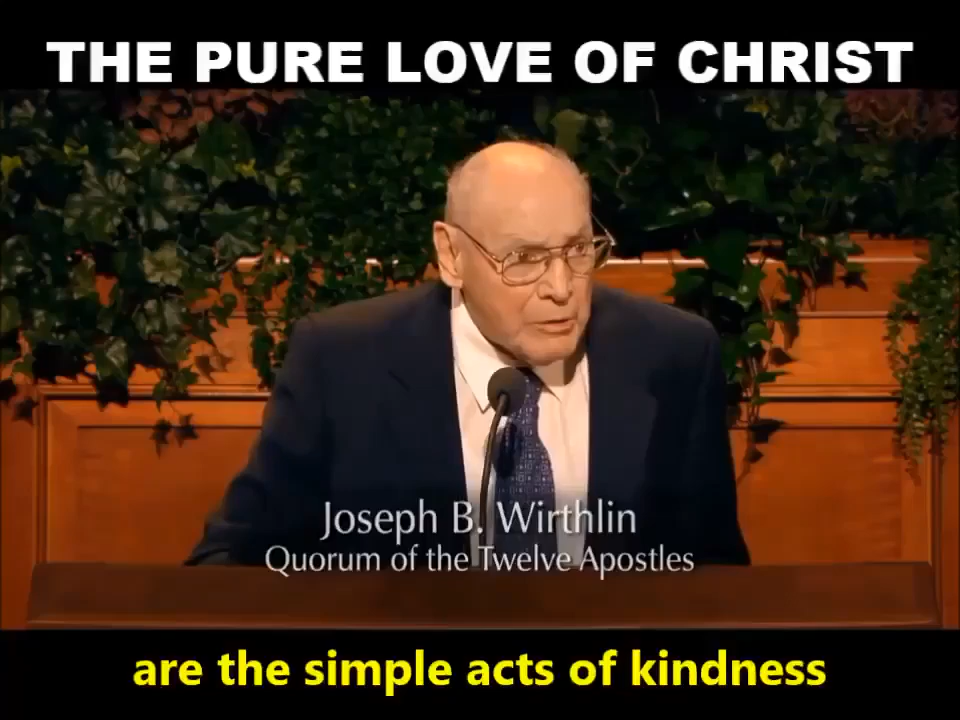 THE PURE LOVE OF CHRIST
Joseph B. Wirthlin
Quorum of the Twelve Apostles
are the simple acts of kindness